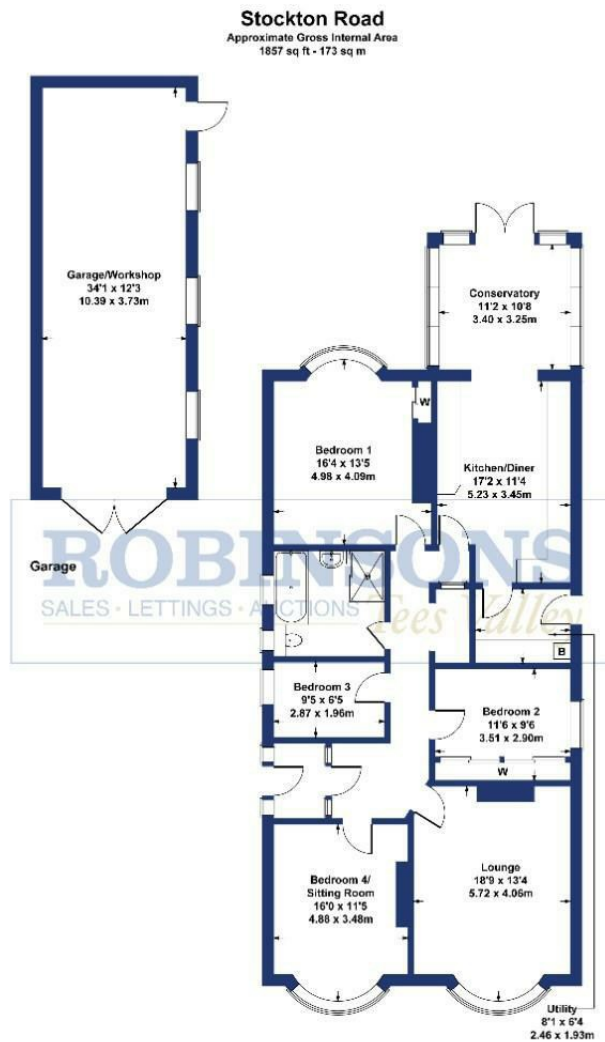 Stockton Road
Approximate Gross Internal Area
1857 sq ft - 173 sq m
Garage/Workshop
34'1 x 12'3
10.39 x 3.73m
Conservatory
11'2 x 10'8
3.40 x 3.25m
W
Bedroom 1
16'4 x 13'5
4.98 x 4.09m
Kitchen/Diner
17'2 x 11'4
5.23 x 3.45m
Garage
ROBINSONS
SALES • LETTINGS • AUCTIONS
Tees Valley
B
Bedroom 3
9'5 x 6'5
2.87 x 1.96m
Bedroom 2
11'6 x 9'6
3.51 x 2.90m
W
Bedroom 4/
Sitting Room
16'0 x 11'5
4.88 x 3.48m
Lounge
18'9 x 13'4
5.72 x 4.06m
Utility
8'1 x 6'4
2.46 x 1.93m